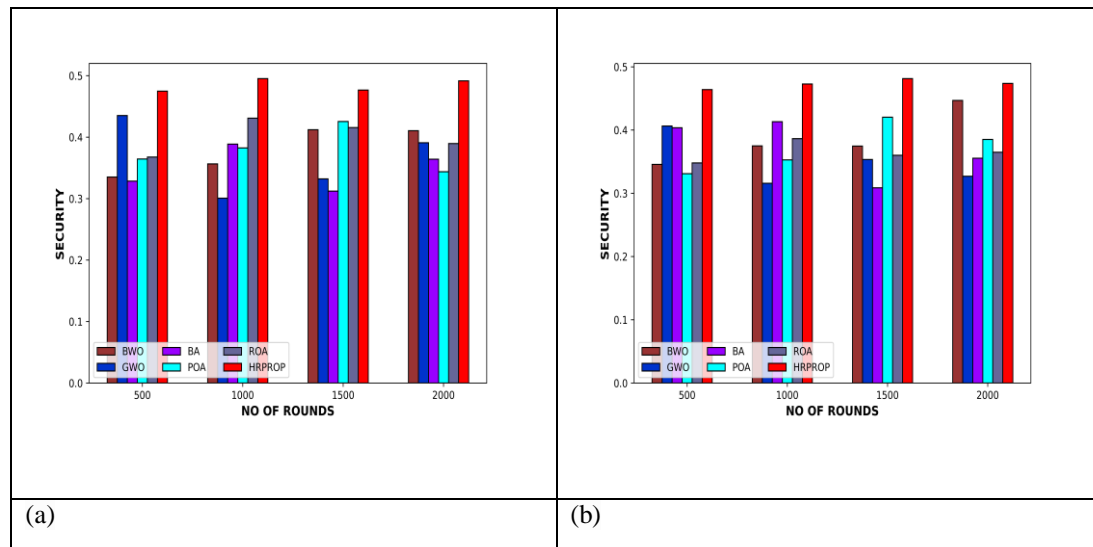 0.5
0.4
0.3
0.2
0.1
0.0
SECURITY
BWO BA ROA
GWO POA HRPROP
500 1000 1500 2000
NO OF ROUNDS
(a)
0.5
0.4
0.3
0.2
0.1
0.0
SECURITY
BWO BA ROA
GWO POA HRPROP
500 1000 1500 2000
NO OF ROUNDS
(b)